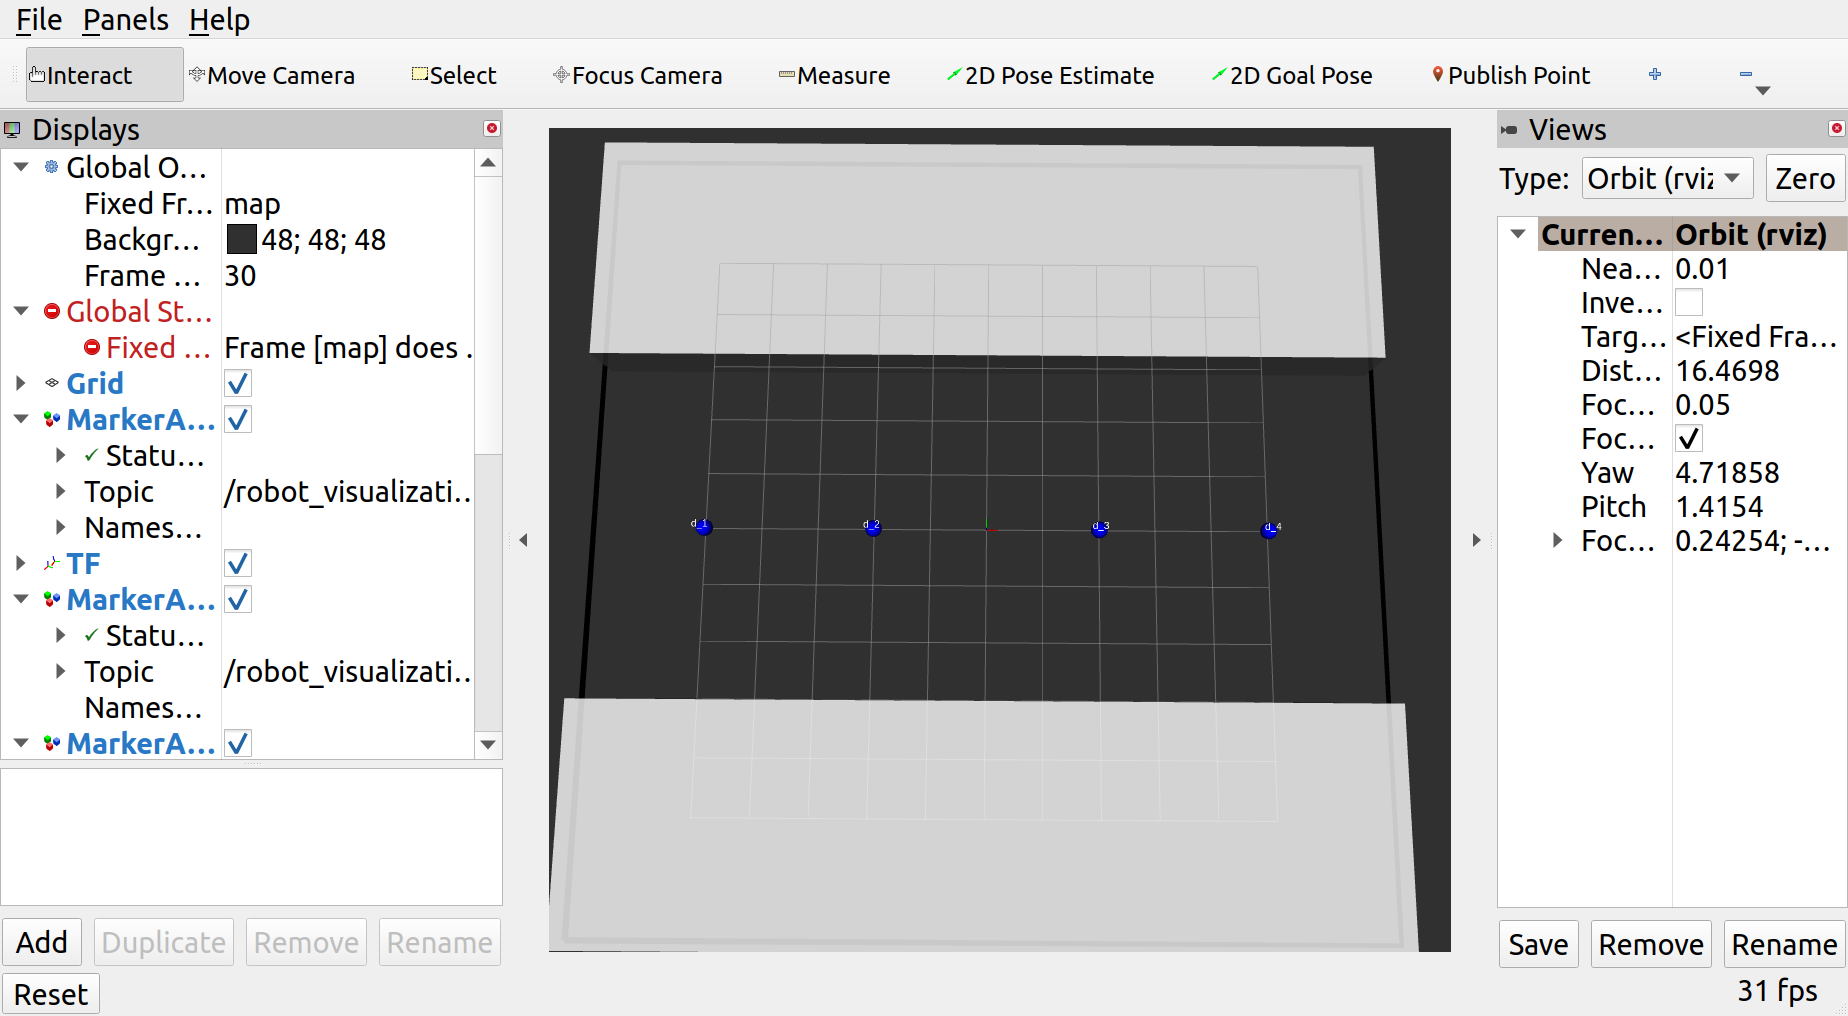 File Panels Help
Interact Move Camera Select Focus Camera Measure 2D Pose Estimate 2D Goal Pose Publish Point
Displays
Global O...
Fixed Fr... map
Backgr... 48; 48; 48
Frame ... 30
Global St...
Fixed ... Frame [map] does .
Grid
MarkerA...
Statu...
Topic /robot_visualizati..
Names...
TF
MarkerA...
Statu...
Topic /robot_visualizati..
Names...
MarkerA...
Add Duplicate Remove Rename
Reset
d_1 d_2 d_3 d_4
Views
Type: Orbit (rviz Zero
Curren... Orbit (rviz)
Nea... 0.01
Inve...
Targ... <Fixed Fra...
Dist... 16.4698
Foc... 0.05
Foc...
Yaw 4.71858
Pitch 1.4154
Foc... 0.24254; -...
Save Remove Rename
31 fps